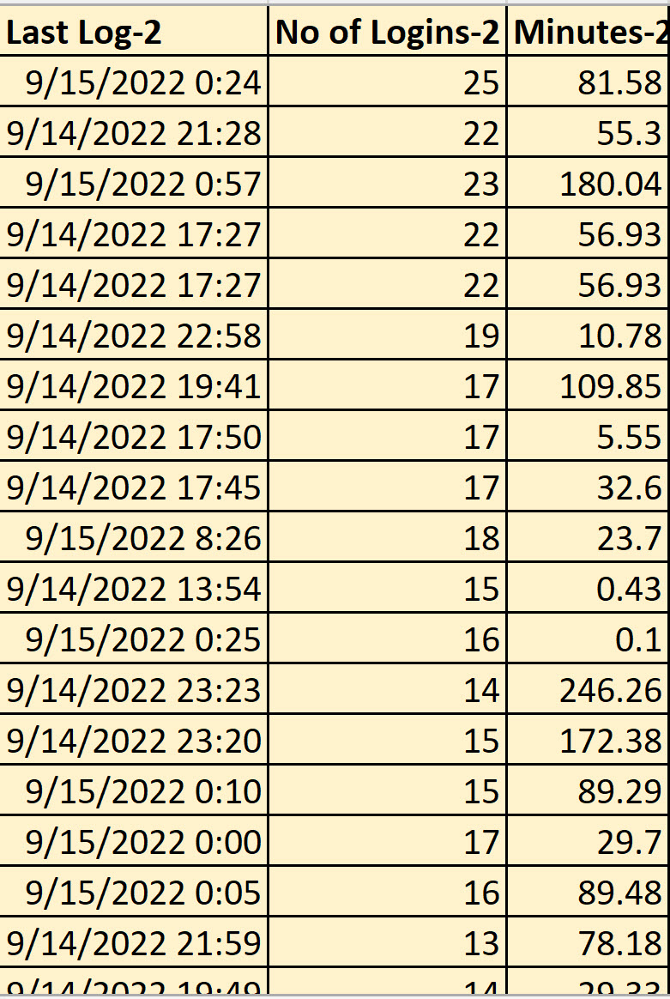 Last Log-2 No of Logins-2 Minutes-2
9/15/2022 0:24 25 81.58
9/14/2022 21:28 22 55.3
9/15/2022 0:57 23 180.04
9/14/2022 17:27 22 56.93
9/14/2022 17:27 22 56.93
9/14/2022 22:58 19 10.78
9/14/2022 19:41 17 109.85
9/14/2022 17:50 17 5.55
9/14/2022 17:45 17 32.6
9/15/2022 8:26 18 23.7
9/14/2022 13:54 15 0.43
9/15/2022 0:25 16 0.1
9/14/2022 23:23 14 246.26
9/14/2022 23:20 15 172.38
9/15/2022 0:10 15 89.29
9/15/2022 0:00 17 29.7
9/15/2022 0:05 16 89.48
9/14/2022 21:59 13 78.18
9/14/2022 19:49 14 29.33